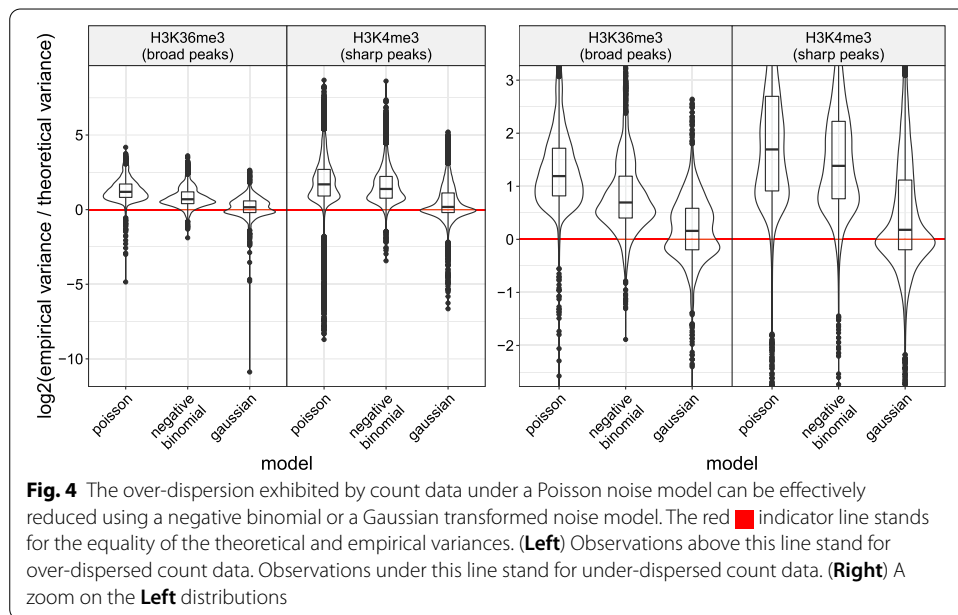 H3K36me3
(broad peaks)
H3K4me3
(sharp peaks)
H3K36me3
(broad peaks)
H3K4me3
(sharp peaks)
log2(empirical variance / theoretical variance)
5
0
−5
−10
3
2
1
0
−1
−2
poisson
negative
binomial
gaussian
poisson
negative
binomial
gaussian
poisson
negative
binomial
gaussian
poisson
negative
binomial
gaussian
model
model
Fig. 4 The over-dispersion exhibited by count data under a Poisson noise model can be effectively
reduced using a negative binomial or a Gaussian transformed noise model. The red indicator line stands
for the equality of the theoretical and empirical variances. (Left) Observations above this line stand for
over-dispersed count data. Observations under this line stand for under-dispersed count data. (Right) A
zoom on the Left distributions